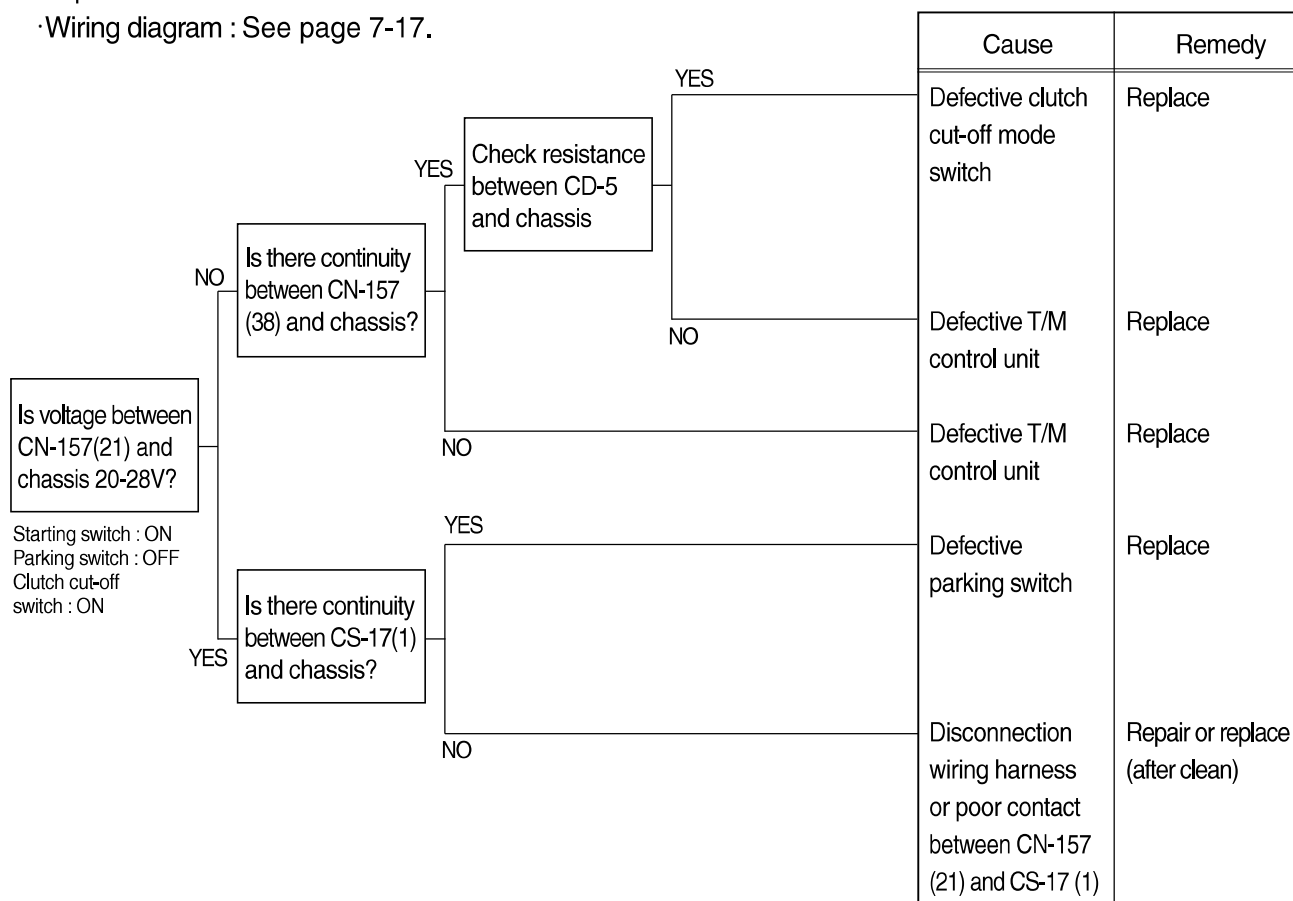 ·Wiring diagram : See page 7-17.
Cause
Remedy
YES
Defective clutch
cut-off mode
switch
Replace
YES
Check resistance
between CD-5
and chassis
NO
Is there continuity
between CN-157
(38) and chassis?
NO
Defective T/M
control unit
Replace
Is voltage between
CN-157(21) and
chassis 20-28V?
NO
Defective T/M
control unit
Replace
Starting switch : ON
Parking switch : OFF
Clutch cut-off
switch : ON
YES
Defective
parking switch
Replace
YES
Is there continuity
between CS-17(1)
and chassis?
NO
Disconnection
wiring harness
or poor contact
between CN-157
(21) and CS-17 (1)
Repair or replace
(after clean)